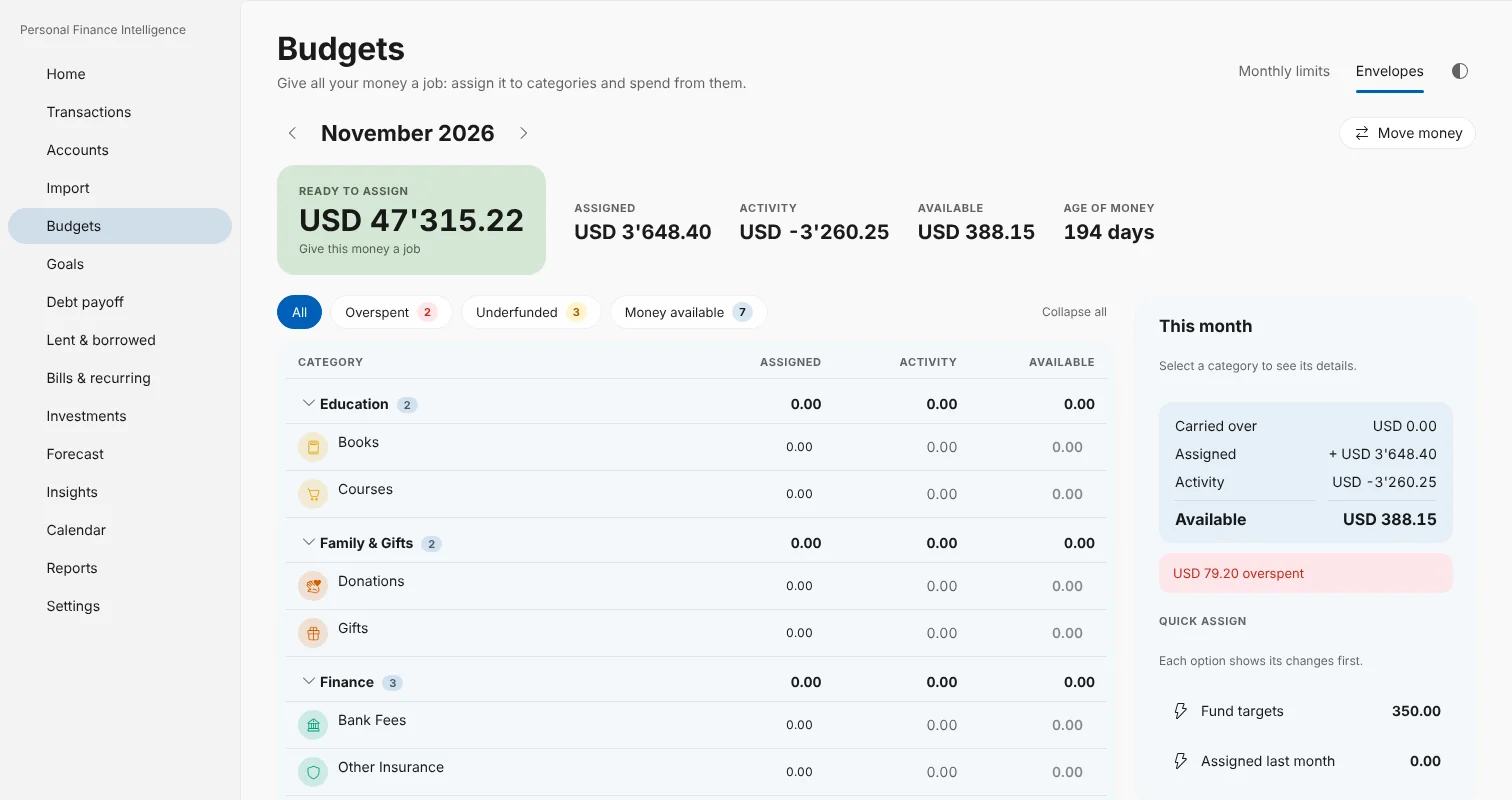 Personal Finance Intelligence
Home
Transactions
Accounts
Import
Budgets
Goals
Debt payoff
Lent & borrowed
Bills & recurring
Investments
Forecast
Insights
Calendar
Reports
Settings
Budgets
Give all your money a job: assign it to categories and spend from them.
Monthly limits
Envelopes
November 2026
Move money
READY TO ASSIGN
USD 47'315.22
Give this money a job
ASSIGNED
USD 3'648.40
ACTIVITY
USD -3'260.25
AVAILABLE
USD 388.15
AGE OF MONEY
194 days
All
Overspent 2
Underfunded 3
Money available 7
Collapse all
CATEGORY ASSIGNED ACTIVITY AVAILABLE
Education 2 0.00 0.00 0.00
Books 0.00 0.00 0.00
Courses 0.00 0.00 0.00
Family & Gifts 2 0.00 0.00 0.00
Donations 0.00 0.00 0.00
Gifts 0.00 0.00 0.00
Finance 3 0.00 0.00 0.00
Bank Fees 0.00 0.00 0.00
Other Insurance 0.00 0.00 0.00
This month
Select a category to see its details.
Carried over USD 0.00
Assigned + USD 3'648.40
Activity USD -3'260.25
Available USD 388.15
USD 79.20 overspent
QUICK ASSIGN
Each option shows its changes first.
Fund targets 350.00
Assigned last month 0.00